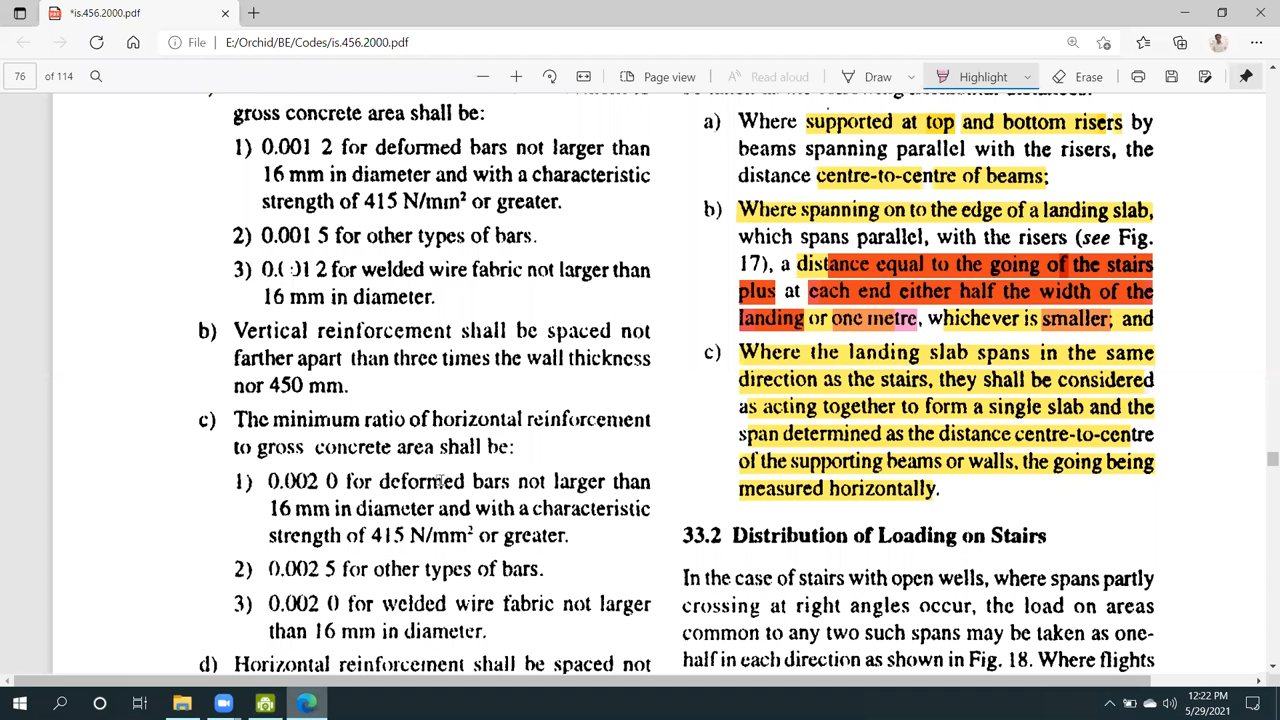 *is.456.2000.pdf
File
E:/Orchid/BE/Codes/is.456.2000.pdf
76 of 114
Page view
Read aloud
Draw
Highlight
Erase
gross concrete area shall be:
1) 0.001 2 for deformed bars not larger than
16 mm in diameter and with a characteristic
strength of 415 N/mm² or greater.
2) 0.001 5 for other types of bars.
3) 0.001 2 for welded wire fabric not larger than
16 mm in diameter.
b) Vertical reinforcement shall be spaced not
farther apart than three times the wall thickness
nor 450 mm.
c) The minimum ratio of horizontal reinforcement
to gross concrete area shall be:
1) 0.002 0 for deformed bars not larger than
16 mm in diameter and with a characteristic
strength of 415 N/mm² or greater.
2) 0.002 5 for other types of bars.
3) 0.002 0 for welded wire fabric not larger
than 16 mm in diameter.
d) Horizontal reinforcement shall be spaced not
a) Where supported at top and bottom risers by
beams spanning parallel with the risers, the
distance centre-to-centre of beams;
b) Where spanning on to the edge of a landing slab,
which spans parallel, with the risers (see Fig.
17), a distance equal to the going of the stairs
plus at each end either half the width of the
landing or one metre, whichever is smaller; and
c) Where the landing slab spans in the same
direction as the stairs, they shall be considered
as acting together to form a single slab and the
span determined as the distance centre-to-centre
of the supporting beams or walls, the going being
measured horizontally.
33.2 Distribution of Loading on Stairs
In the case of stairs with open wells, where spans partly
crossing at right angles occur, the load on areas
common to any two such spans may be taken as one-
half in each direction as shown in Fig. 18. Where flights
12:22 PM
5/29/2021